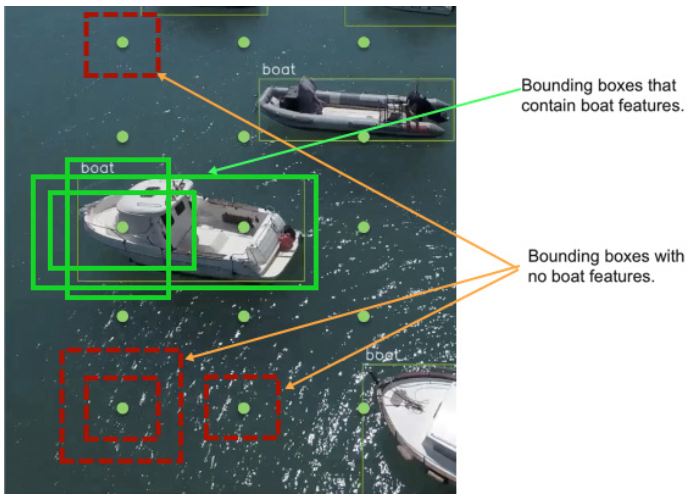 boat
Bounding boxes that
contain boat features.
boat
Bounding boxes with
no boat features.
boat